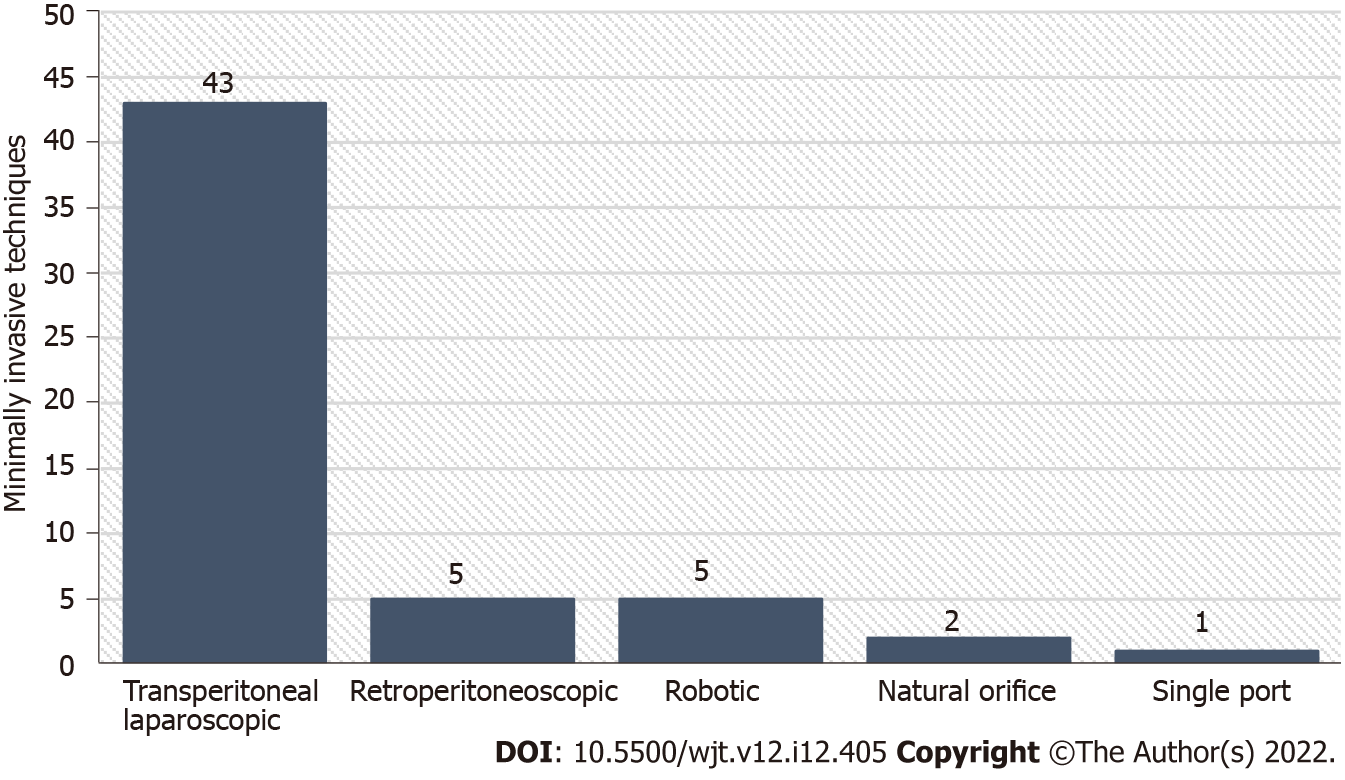 Minimally invasive techniques
50
45
40
35
30
25
20
15
10
5
0
43
5
5
2
1
Transperitoneal
laparoscopic
Retroperitoneoscopic
Robotic
Natural orifice
Single port
DOI: 10.5500/wjt.v12.i12.405 Copyright ©The Author(s) 2022.